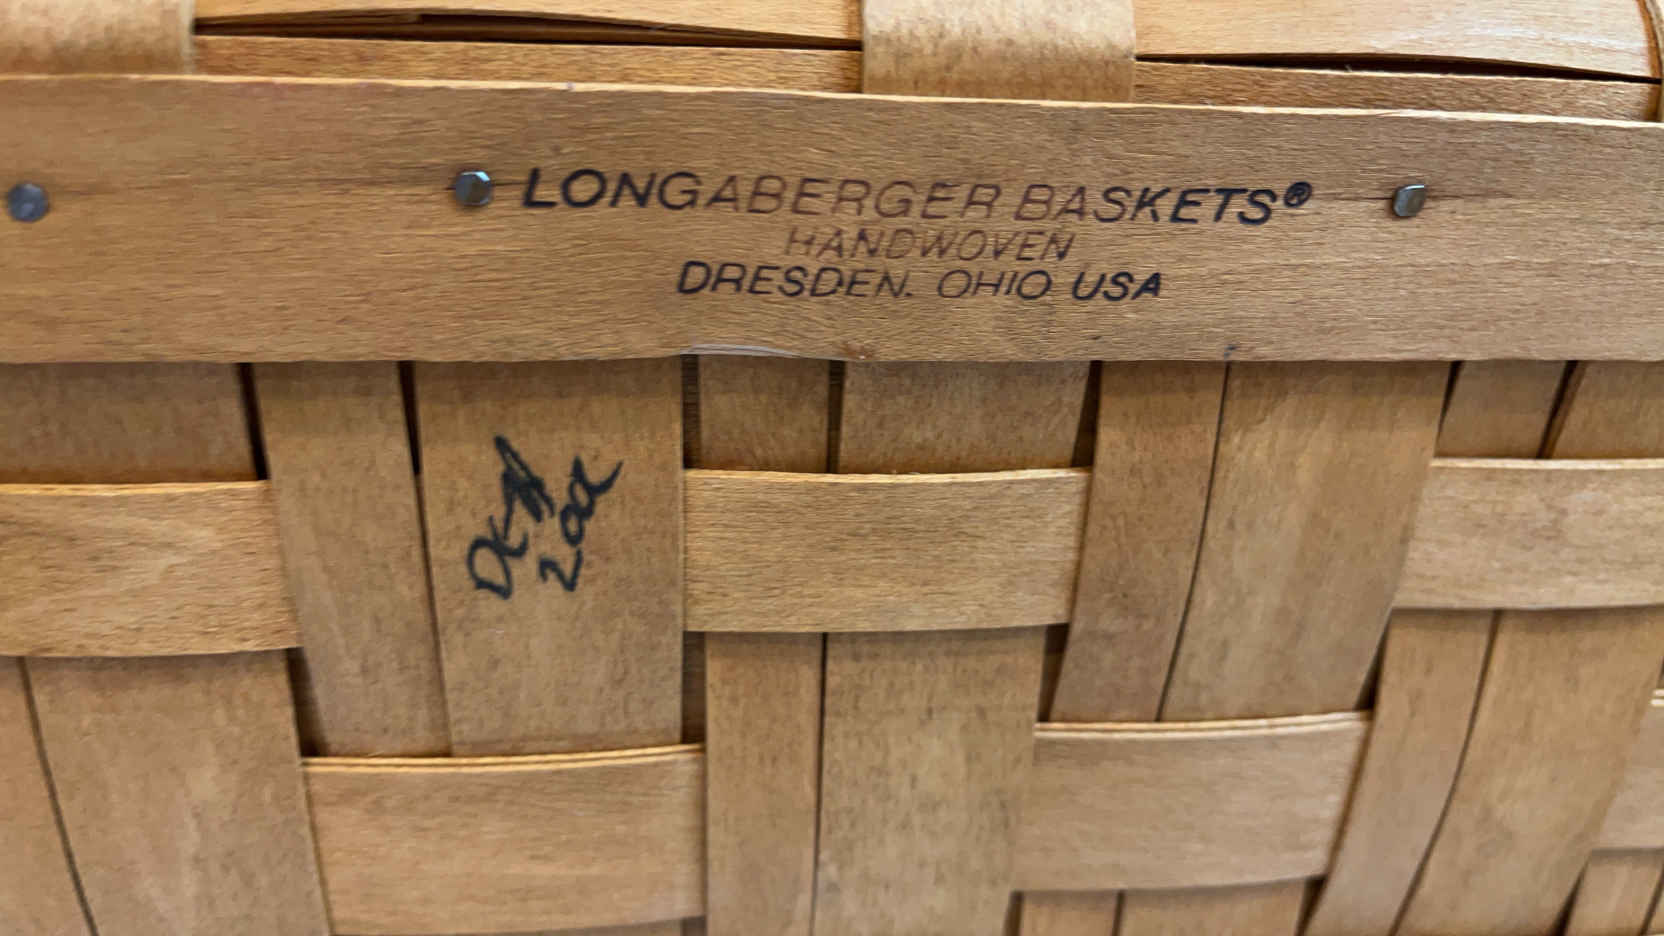 LONGABERGER BASKETS®
HANDWOVEN
DRESDEN, OHIO USA